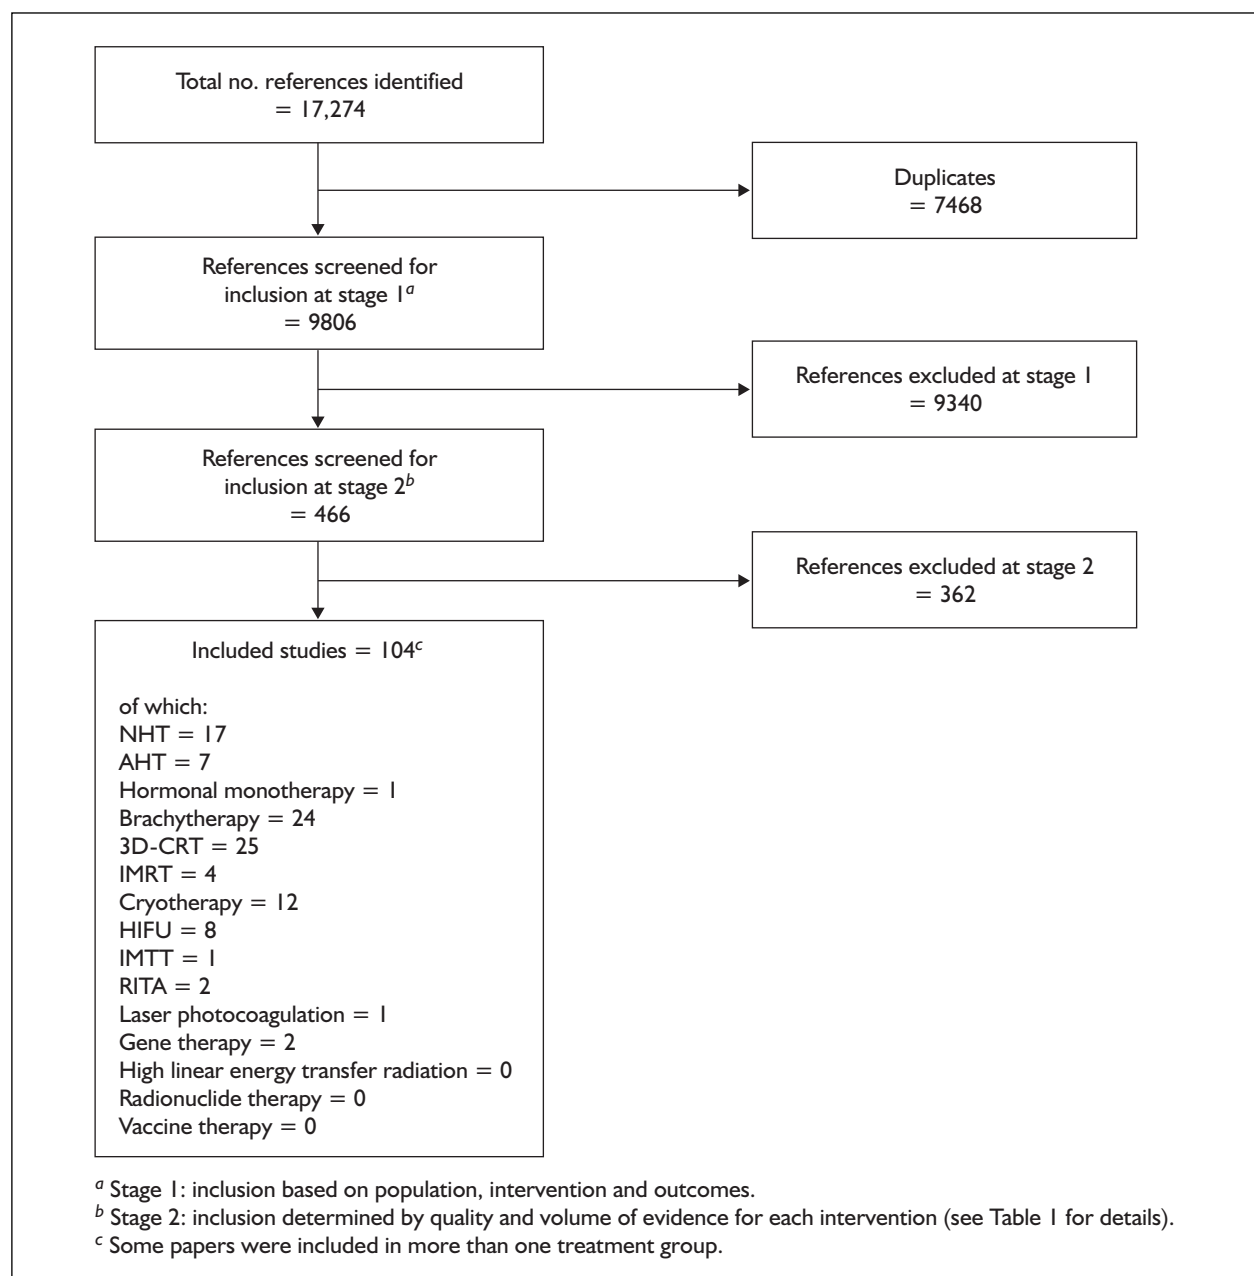 Total no. references identified
= 17,274
Duplicates
= 7468
References screened for
inclusion at stage 1a
= 9806
References excluded at stage 1
= 9340
References screened for
inclusion at stage 2b
= 466
References excluded at stage 2
= 362
Included studies = 104c
of which:
NHT = 17
AHT = 7
Hormonal monotherapy = 1
Brachytherapy = 24
3D-CRT = 25
IMRT = 4
Cryotherapy = 12
HIFU = 8
IMTT = 1
RITA = 2
Laser photocoagulation = 1
Gene therapy = 2
High linear energy transfer radiation = 0
Radionuclide therapy = 0
Vaccine therapy = 0
a Stage 1: inclusion based on population, intervention and outcomes.
b Stage 2: inclusion determined by quality and volume of evidence for each intervention (see Table 1 for details).
c Some papers were included in more than one treatment group.